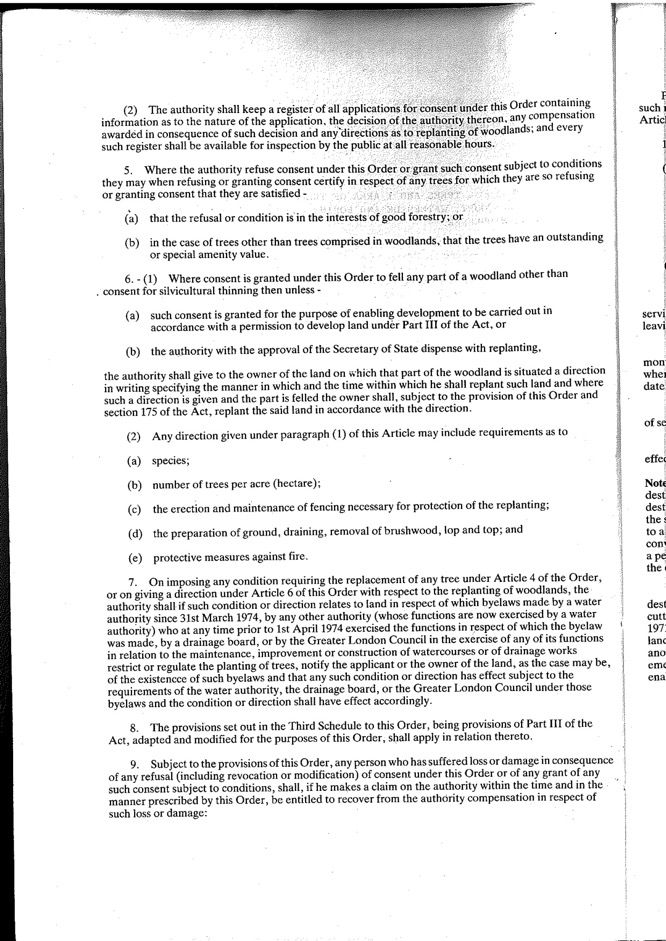 (2) The authority shall keep a register of all applications for consent under this Order containing
information as to the nature of the application, the decision of the authority thereon, any compensation
awarded in consequence of such decision and any directions as to replanting of woodlands; and every
such register shall be available for inspection by the public at all reasonable hours.
5. Where the authority refuse consent under this Order or grant such consent subject to conditions
they may when refusing or granting consent certify in respect of any trees for which they are so refusing
or granting consent that they are satisfied -
(a) that the refusal or condition is in the interests of good forestry; or
(b) in the case of trees other than trees comprised in woodlands, that the trees have an outstanding
or special amenity value.
6. - (1) Where consent is granted under this Order to fell any part of a woodland other than
consent for silvicultural thinning then unless -
(a) such consent is granted for the purpose of enabling development to be carried out in
accordance with a permission to develop land under Part III of the Act, or
(b) the authority with the approval of the Secretary of State dispense with replanting,
the authority shall give to the owner of the land on which that part of the woodland is situated a direction
in writing specifying the manner in which and the time within which he shall replant such land and where
such a direction is given and the part is felled the owner shall, subject to the provision of this Order and
section 175 of the Act, replant the said land in accordance with the direction.
(2) Any direction given under paragraph (1) of this Article may include requirements as to
(a) species;
(b) number of trees per acre (hectare);
(c) the erection and maintenance of fencing necessary for protection of the replanting;
(d) the preparation of ground, draining, removal of brushwood, lop and top; and
(e) protective measures against fire.
7. On imposing any condition requiring the replacement of any tree under Article 4 of the Order,
or on giving a direction under Article 6 of this Order with respect to the replanting of woodlands, the
authority shall if such condition or direction relates to land in respect of which byelaws made by a water
authority since 31st March 1974, by any other authority (whose functions are now exercised by a water
authority) who at any time prior to 1st April 1974 exercised the functions in respect of which the byelaw
was made, by a drainage board, or by the Greater London Council in the exercise of any of its functions
in relation to the maintenance, improvement or construction of watercourses or of drainage works
restrict or regulate the planting of trees, notify the applicant or the owner of the land, as the case may be,
of the existencce of such byelaws and that any such condition or direction has effect subject to the
requirements of the water authority, the drainage board, or the Greater London Council under those
byelaws and the condition or direction shall have effect accordingly.
8. The provisions set out in the Third Schedule to this Order, being provisions of Part III of the
Act, adapted and modified for the purposes of this Order, shall apply in relation thereto.
9. Subject to the provisions of this Order, any person who has suffered loss or damage in consequence
of any refusal (including revocation or modification) of consent under this Order or of any grant of any
such consent subject to conditions, shall, if he makes a claim on the authority within the time and in the
manner prescribed by this Order, be entitled to recover from the authority compensation in respect of
such loss or damage:
such
servi
leavi
mon
whe
date
of se
effec
Note
dest
dest
the
to a
conv
a pe
the
dest
cutt
197
land
ano
eme
ena